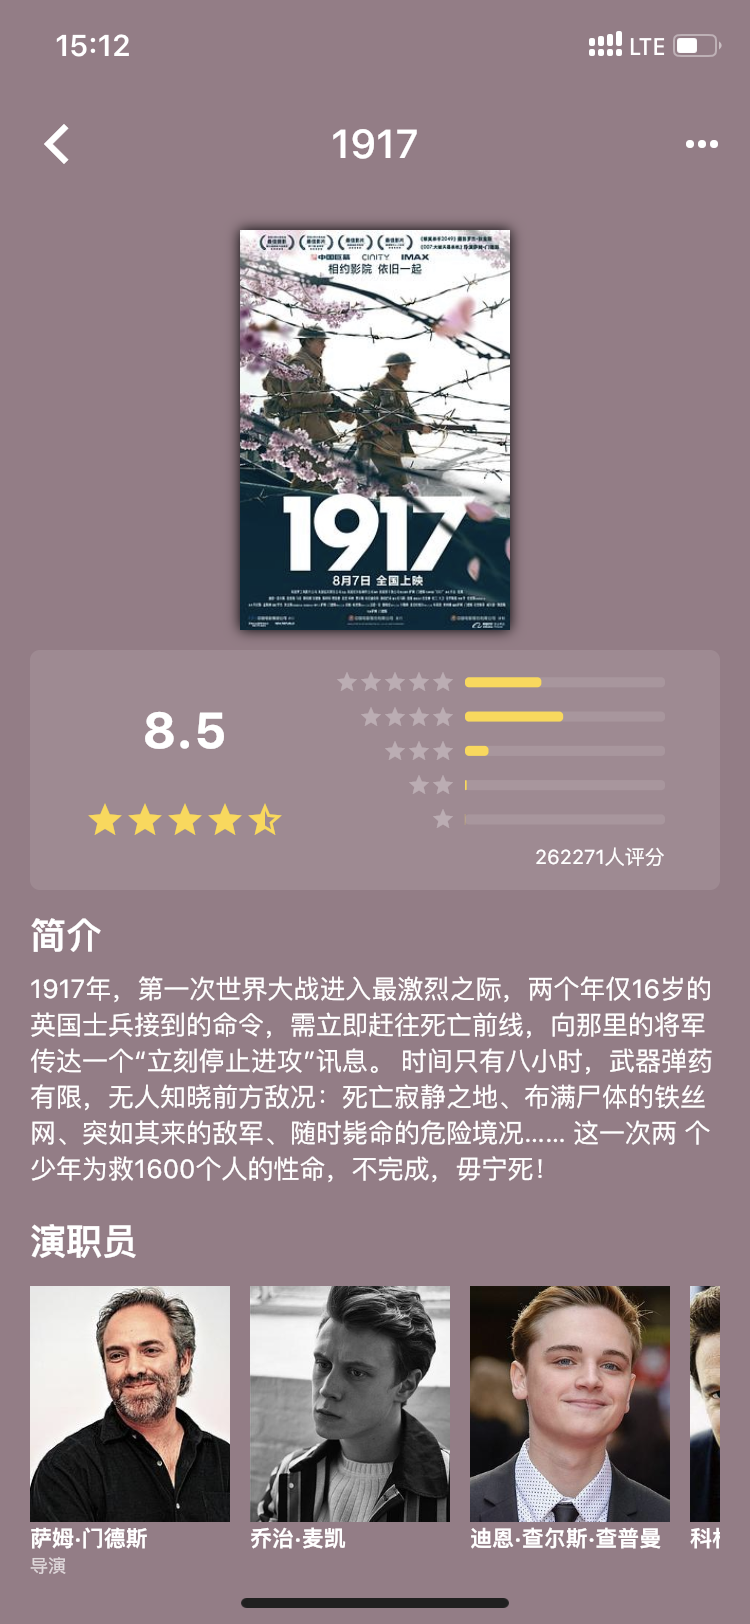 15:12
LTE
1917
中国巨幕 CINITY IMAX
相约影院 依旧一起
1917
8月7日 全国上映
8.5
262271人评分
简介
1917年，第一次世界大战进入最激烈之际，两个年仅16岁的
英国士兵接到的命令，需立即赶往死亡前线，向那里的将军
传达一个“立刻停止进攻”讯息。 时间只有八小时，武器弹药
有限，无人知晓前方敌况：死亡寂静之地、布满尸体的铁丝
网、突如其来的敌军、随时毙命的危险境况…… 这一次两 个
少年为救1600个人的性命，不完成，毋宁死！
演职员
萨姆·门德斯
导演
乔治·麦凯
迪恩·查尔斯·查普曼
科